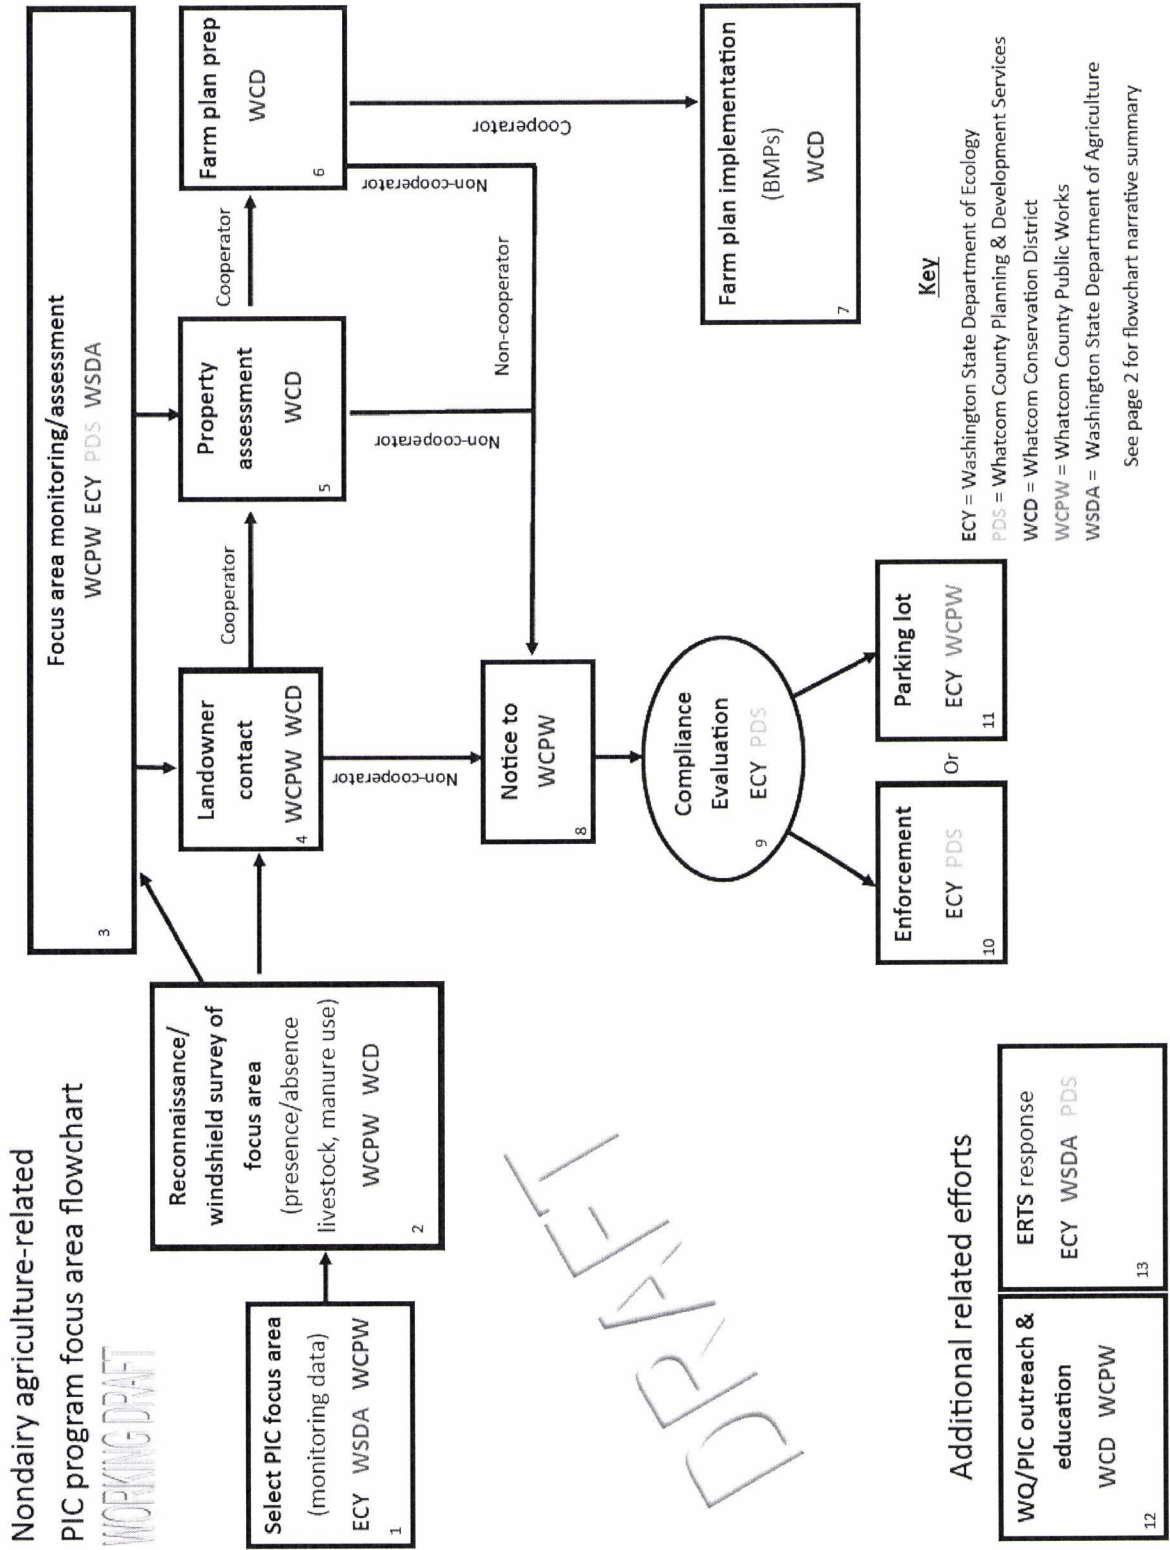 Nondairy agriculture-related
PIC program focus area flowchart
WORKING DRAFT
Select PIC focus area
(monitoring data)
ECY WSDA WCPW
1
Reconnaissance/
windshield survey of
focus area
(presence/absence
livestock, manure use)
WCPW WCD
2
Focus area monitoring/assessment
WCPW ECY PDS WSDA
3
Landowner
contact
WCPW WCD
4
Cooperator
Property
assessment
WCD
5
Cooperator
Farm plan prep
WCD
6
Non-cooperator
Non-cooperator
Non-cooperator
Non-cooperator
Cooperator
Farm plan implementation
(BMPs)
WCD
7
Notice to
WCPW
8
Compliance
Evaluation
ECY PDS
9
Enforcement
ECY PDS
10
Or
Parking lot
ECY WCPW
11
DRAFT
Key
ECY = Washington State Department of Ecology
PDS = Whatcom County Planning & Development Services
WCD = Whatcom Conservation District
WCPW = Whatcom County Public Works
WSDA = Washington State Department of Agriculture
See page 2 for flowchart narrative summary
Additional related efforts
WQ/PIC outreach &
education
WCD WCPW
12
ERTS response
ECY WSDA PDS
13